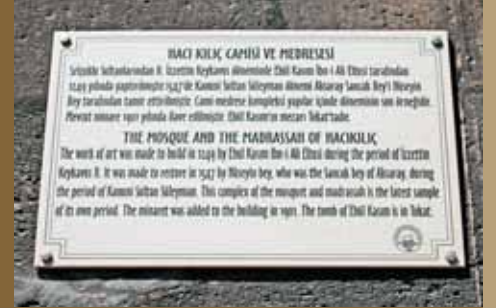 HACI KILIÇ CAMİSİ VE MEDRESESİ
Selçuklu Sultanlarından II. İzzettin Keykavus döneminde Ebül Kasım İbn-i Ali Eltusi tarafından
1249 yılında yaptırılmıştır. 1547'de Kanuni Sultan Süleyman dönemi Aksaray Sancak Bey'i Hüseyin
Bey tarafından tamir ettirilmiştir. Cami-medrese kompleksi yapılar içinde döneminin son örneğidir.
Mevcut minare 1901 yılında ilave edilmiştir. Ebül Kasım'ın mezarı Tokat'tadır.
THE MOSQUE AND THE MADRASSAH OF HACIKILIÇ
The work of art was made to build in 1249 by Ebul Kasım Ibn-i Ali Eltusi during the period of Izzettin
Keykavus II. It was made to restore in 1547 by Hüseyin bey, who was the Sancak bey of Aksaray, during
the period of Kanuni Sultan Süleyman. This complex of the mosque and madrasah is the latest sample
of its own period. The minaret was added to the building in 1901. The tomb of Ebül Kasım is in Tokat.